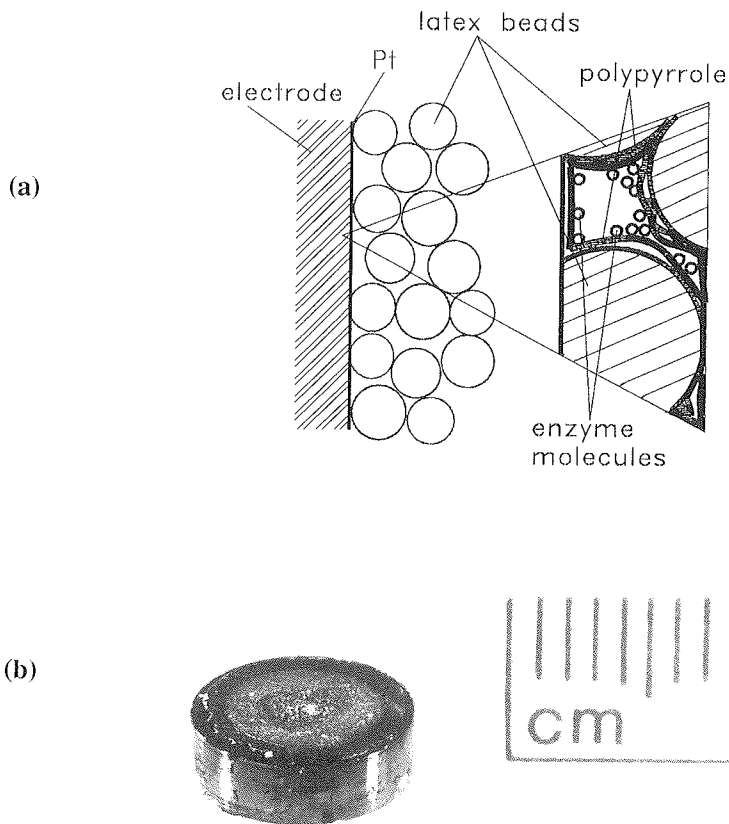 latex beads
Pt
polypyrrole
electrode
(a)
enzyme
molecules
(b)
cm